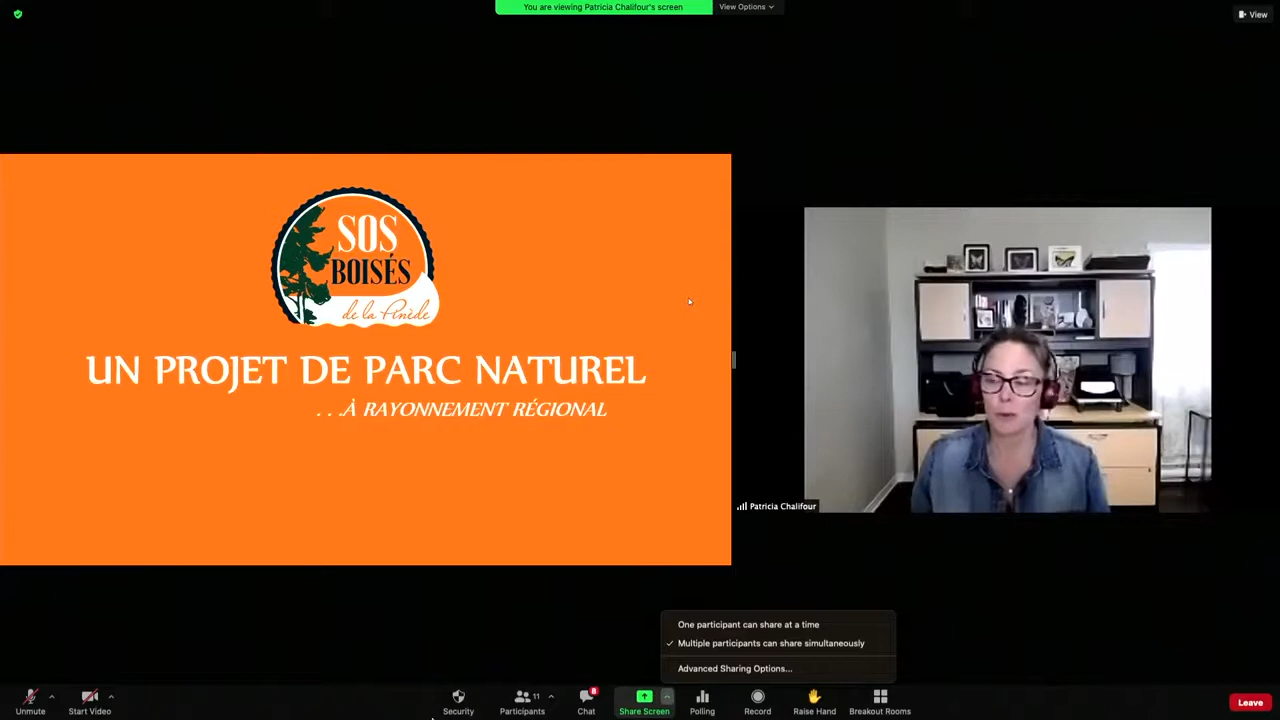 You are viewing Patricia Chalifour's screen
View Options
View
SOS
BOISÉS
de la Pinède
UN PROJET DE PARC NATUREL
...À RAYONNEMENT RÉGIONAL
Patricia Chalifour
One participant can share at a time
✓ Multiple participants can share simultaneously
Advanced Sharing Options...
Unmute
Start Video
Security
11
Participants
8
Chat
Share Screen
Polling
Record
Raise Hand
Breakout Rooms
Leave